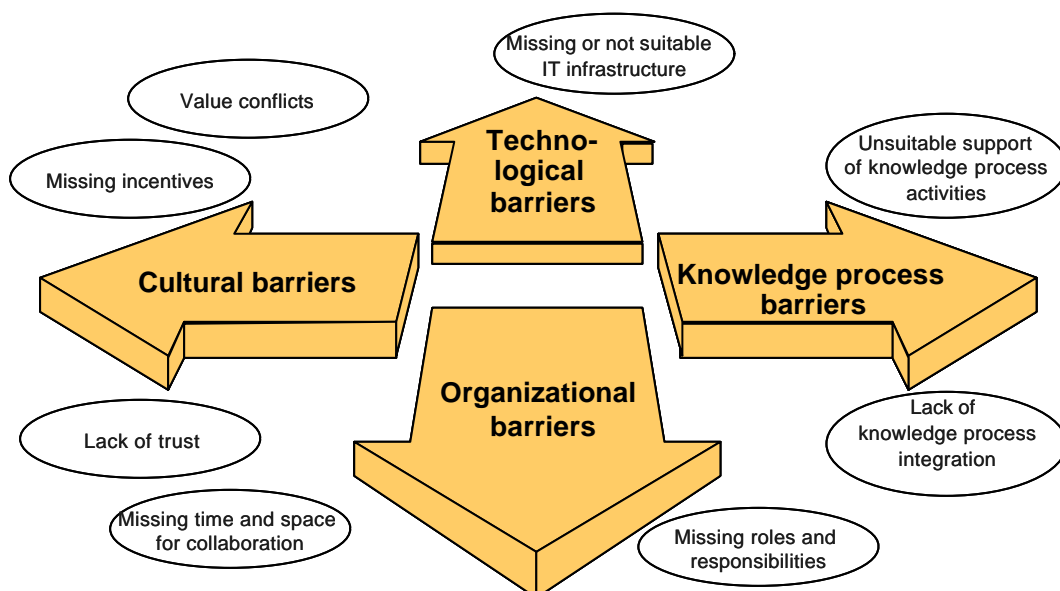 Missing or not suitable
IT infrastructure
Value conflicts
Techno-
logical
barriers
Unsuitable support
of knowledge process
activities
Missing incentives
Cultural barriers
Knowledge process
barriers
Organizational
barriers
Lack of
knowledge process
integration
Lack of trust
Missing time and space
for collaboration
Missing roles and
responsibilities